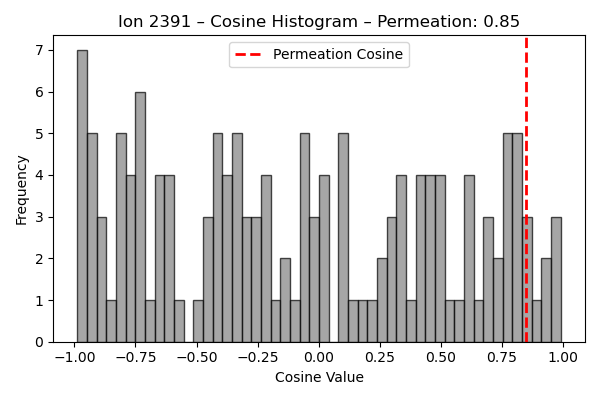 Ion 2391 – Cosine Histogram – Permeation: 0.85
Permeation Cosine
Frequency
7
6
5
4
3
2
1
0
−1.00 −0.75 −0.50 −0.25 0.00 0.25 0.50 0.75 1.00
Cosine Value